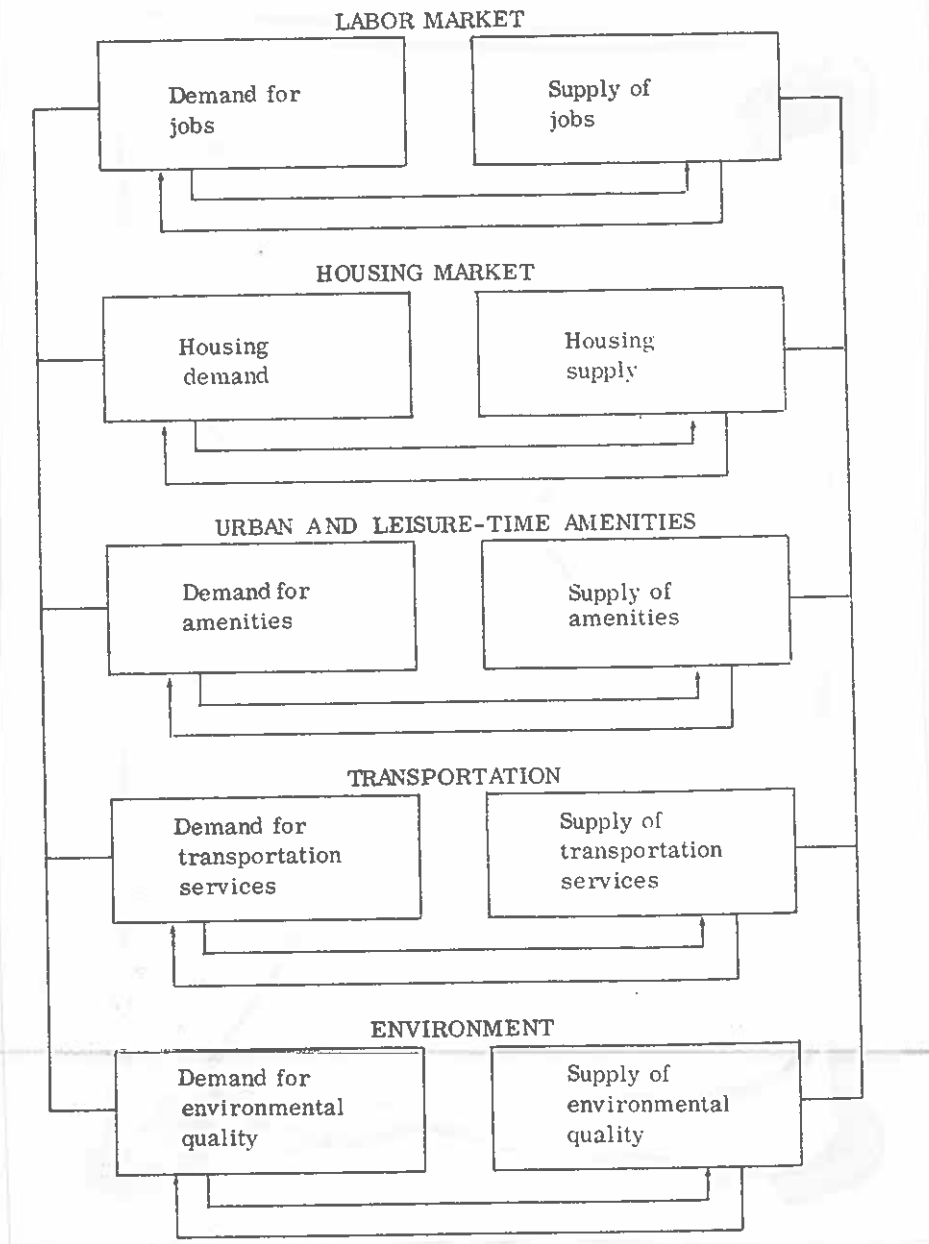 LABOR MARKET
Demand for
jobs
Supply of
jobs
HOUSING MARKET
Housing
demand
Housing
supply
URBAN AND LEISURE-TIME AMENITIES
Demand for
amenities
Supply of
amenities
TRANSPORTATION
Demand for
transportation
services
Supply of
transportation
services
ENVIRONMENT
Demand for
environmental
quality
Supply of
environmental
quality